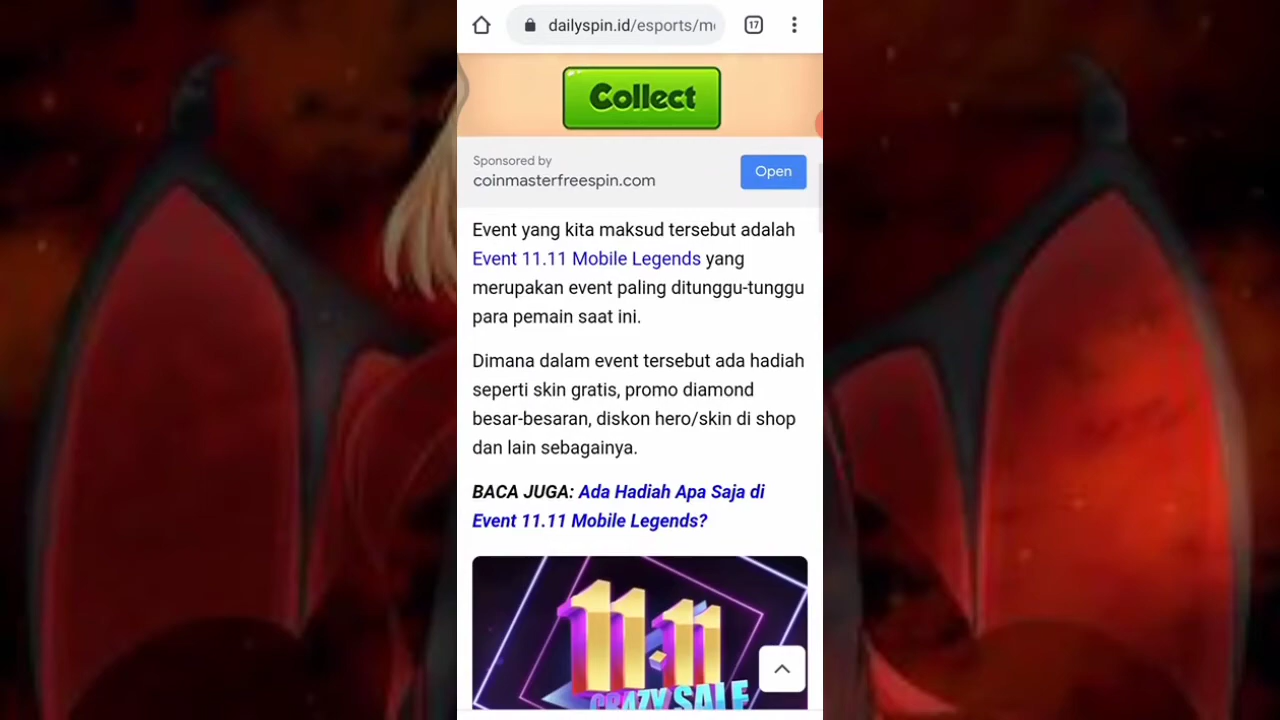 dailyspin.id/esports/m
17
Collect
Sponsored by
coinmasterfreespin.com
Open
Event yang kita maksud tersebut adalah
Event 11.11 Mobile Legends yang
merupakan event paling ditunggu-tunggu
para pemain saat ini.
Dimana dalam event tersebut ada hadiah
seperti skin gratis, promo diamond
besar-besaran, diskon hero/skin di shop
dan lain sebagainya.
BACA JUGA: Ada Hadiah Apa Saja di
Event 11.11 Mobile Legends?
11.11
CRAZY SALE